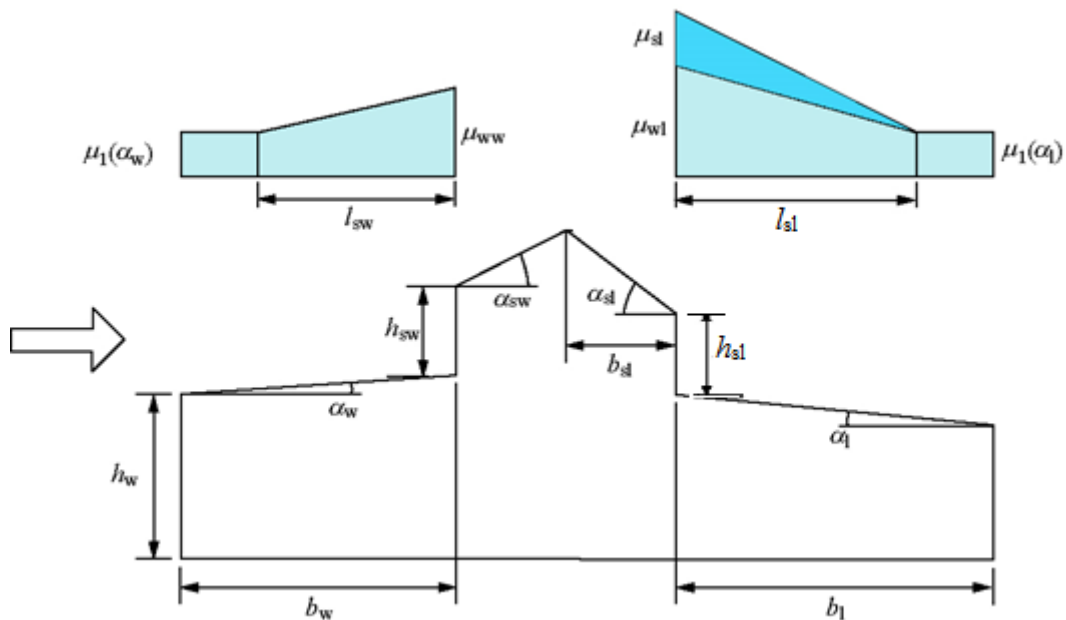 μsl
μww
μwl
μ1(αw)
μ1(αl)
lsw
lsl
αsw
αsl
hsw
bsl
hsl
αw
αl
hw
bw
bl